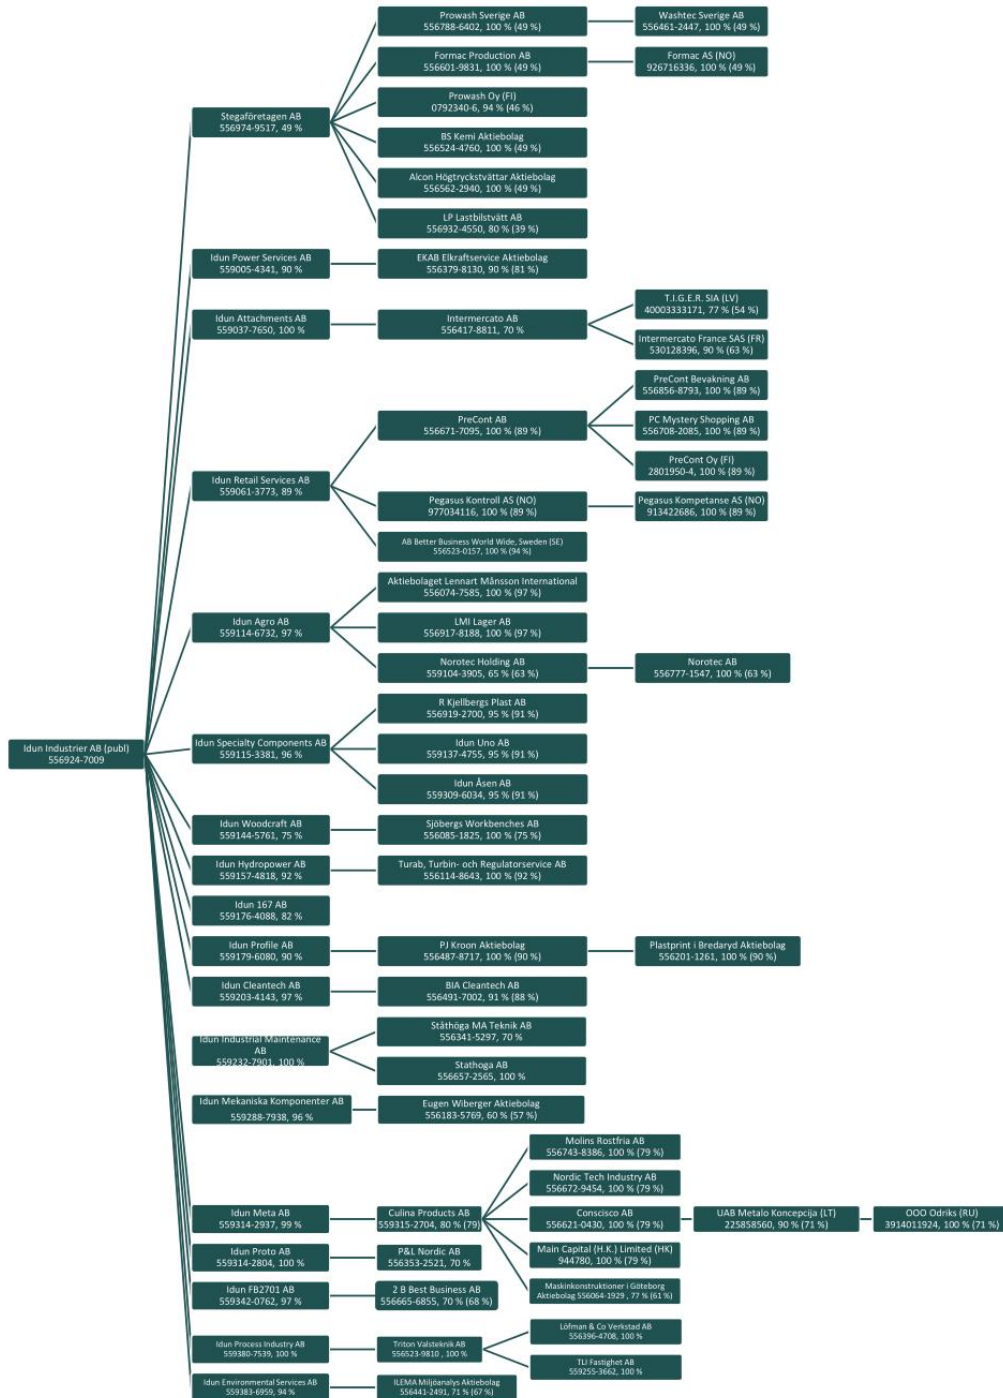 Idun Industrier AB (publ)
556924-7009
Stegaföretagen AB
556974-9517, 49 %
Prowash Sverige AB
556788-6402, 100 % (49 %)
Washtec Sverige AB
556461-2447, 100 % (49 %)
Formac Production AB
556601-9831, 100 % (49 %)
Formac AS (NO)
926716336, 100 % (49 %)
Prowash Oy (FI)
0792340-6, 94 % (46 %)
BS Kemi Aktiebolag
556524-4760, 100 % (49 %)
Alcon Högtryckstvättar Aktiebolag
556562-2940, 100 % (49 %)
LP Lastbilstvätt AB
556932-4550, 80 % (39 %)
Idun Power Services AB
559005-4341, 90 %
EKAB Elkraftservice Aktiebolag
556379-8130, 90 % (81 %)
Idun Attachments AB
559037-7650, 100 %
Intermercato AB
556417-8811, 70 %
T.I.G.E.R. SIA (LV)
40003333171, 77 % (54 %)
Intermercato France SAS (FR)
530128396, 90 % (63 %)
Idun Retail Services AB
559061-3773, 89 %
PreCont AB
556671-7095, 100 % (89 %)
PreCont Bevakning AB
556856-8793, 100 % (89 %)
PC Mystery Shopping AB
556708-2085, 100 % (89 %)
PreCont Oy (FI)
2801950-4, 100 % (89 %)
Pegasus Kontroll AS (NO)
977034116, 100 % (89 %)
Pegasus Kompetanse AS (NO)
913422686, 100 % (89 %)
AB Better Business World Wide, Sweden (SE)
556523-0157, 100 % (94 %)
Idun Agro AB
559114-6732, 97 %
Aktiebolaget Lennart Månsson International
556074-7585, 100 % (97 %)
LMI Lager AB
556917-8188, 100 % (97 %)
Norotec Holding AB
559104-3905, 65 % (63 %)
Norotec AB
556777-1547, 100 % (63 %)
Idun Specialty Components AB
559115-3381, 96 %
R Kjellbergs Plast AB
556919-2700, 95 % (91 %)
Idun Uno AB
559137-4755, 95 % (91 %)
Idun Åsen AB
559309-6034, 95 % (91 %)
Idun Woodcraft AB
559144-5761, 75 %
Sjöbergs Workbenches AB
556085-1825, 100 % (75 %)
Idun Hydropower AB
559157-4818, 92 %
Turab, Turbin- och Regulatorservice AB
556114-8643, 100 % (92 %)
Idun 167 AB
559176-4088, 82 %
Idun Profile AB
559179-6080, 90 %
PJ Kroon Aktiebolag
556487-8717, 100 % (90 %)
Plastprint i Bredaryd Aktiebolag
556201-1261, 100 % (90 %)
Idun Cleantech AB
559203-4143, 97 %
BIA Cleantech AB
556491-7002, 91 % (88 %)
Idun Industrial Maintenance
AB
559232-7901, 100 %
Ståthöga MA Teknik AB
556341-5297, 70 %
Stathoga AB
556657-2565, 100 %
Idun Mekaniska Komponenter AB
559288-7938, 96 %
Eugen Wiberger Aktiebolag
556183-5769, 60 % (57 %)
Idun Meta AB
559314-2937, 99 %
Culina Products AB
559315-2704, 80 % (79)
Molins Rostfria AB
556743-8386, 100 % (79 %)
Nordic Tech Industry AB
556672-9454, 100 % (79 %)
Conscisco AB
556621-0430, 100 % (79 %)
UAB Metalo Koncepcija (LT)
225858560, 90 % (71 %)
OOO Odriks (RU)
3914011924, 100 % (71 %)
Main Capital (H.K.) Limited (HK)
944780, 100 % (79 %)
Maskinkonstruktioner i Göteborg
Aktiebolag 556064-1929 , 77 % (61 %)
Idun Proto AB
559314-2804, 100 %
P&L Nordic AB
556353-2521, 70 %
Idun FB2701 AB
559342-0762, 97 %
2 B Best Business AB
556665-6855, 70 % (68 %)
Idun Process Industry AB
559380-7539, 100 %
Triton Valsteknik AB
556523-9810 , 100 %
Löfman & Co Verkstad AB
556396-4708, 100 %
TLI Fastighet AB
559255-3662, 100 %
Idun Environmental Services AB
559383-6959, 94 %
ILEMA Miljöanalys Aktiebolag
556441-2491, 71 % (67 %)